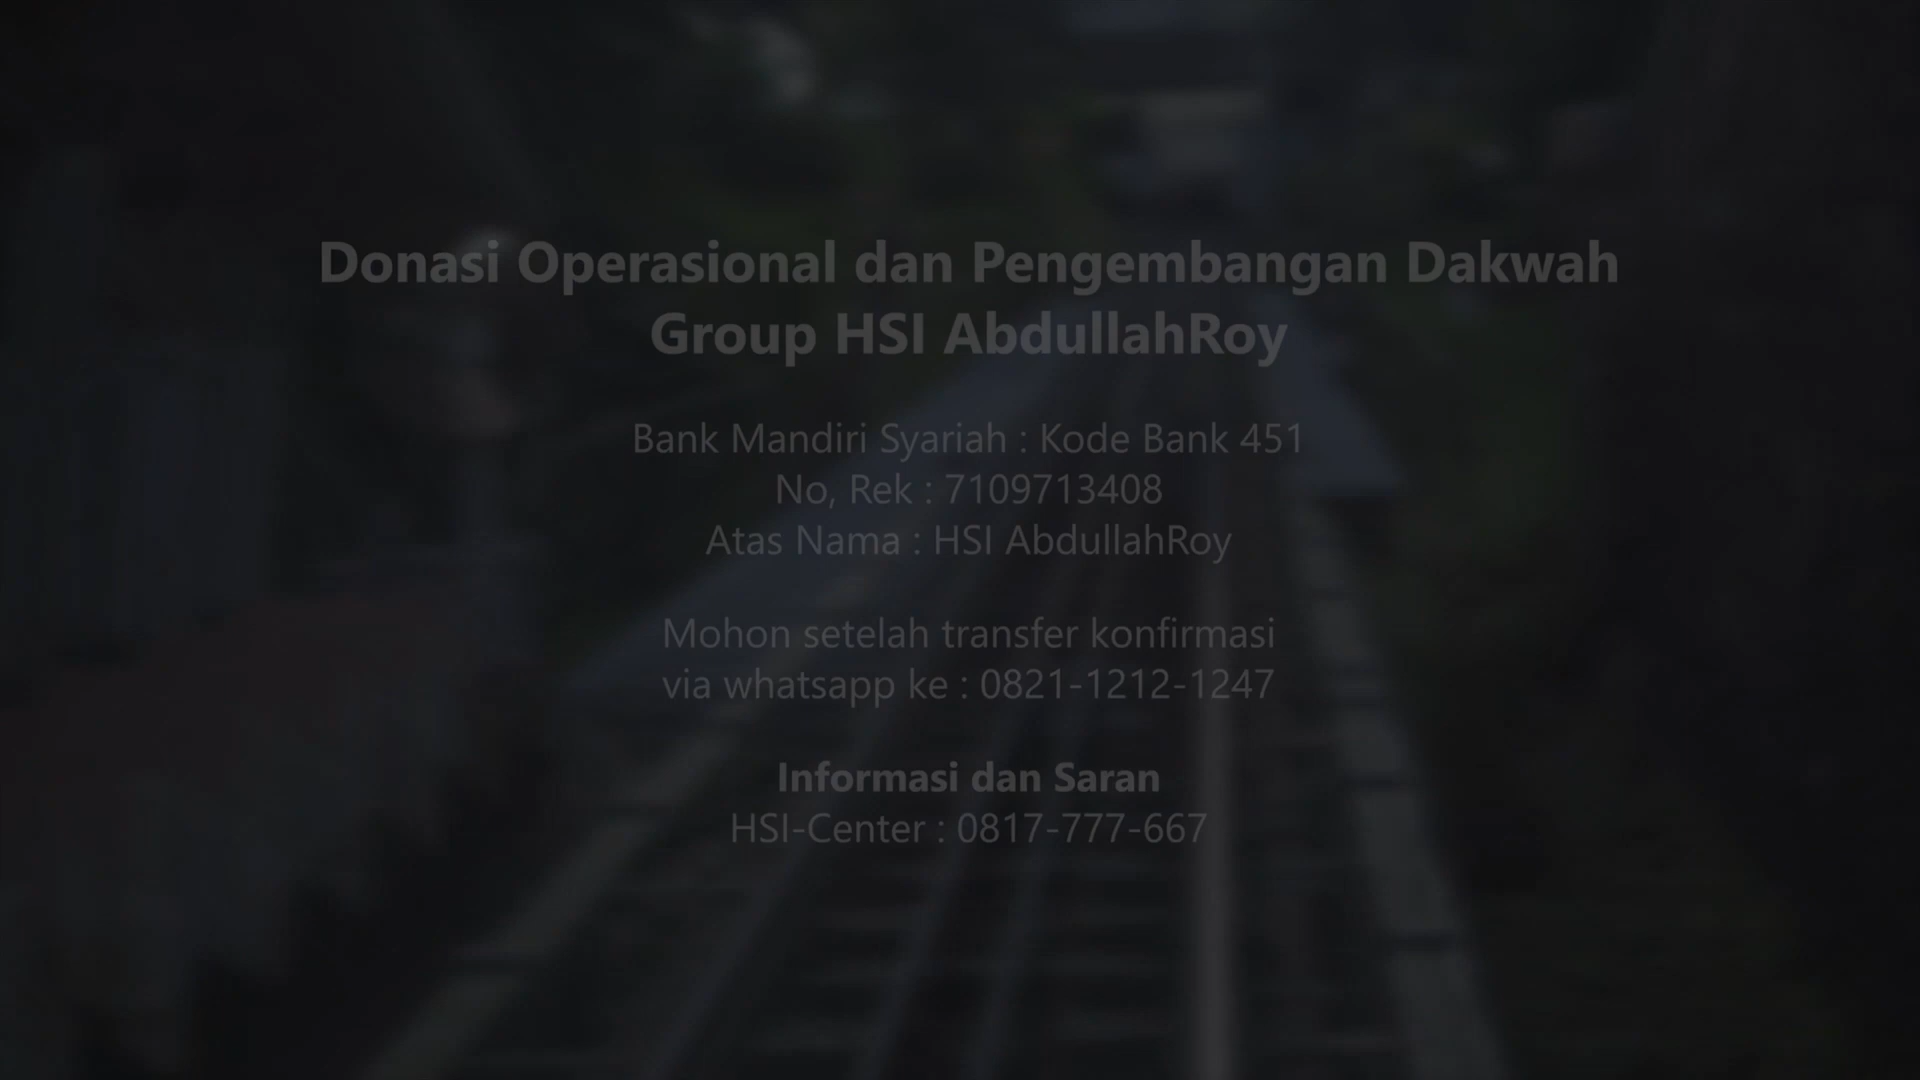 Donasi Operasional dan Pengembangan Dakwah
Group HSI AbdullahRoy
Bank Mandiri Syariah : Kode Bank 451
No, Rek : 7109713408
Atas Nama : HSI AbdullahRoy
Mohon setelah transfer konfirmasi
via whatsapp ke : 0821-1212-1247
Informasi dan Saran
HSI-Center : 0817-777-667